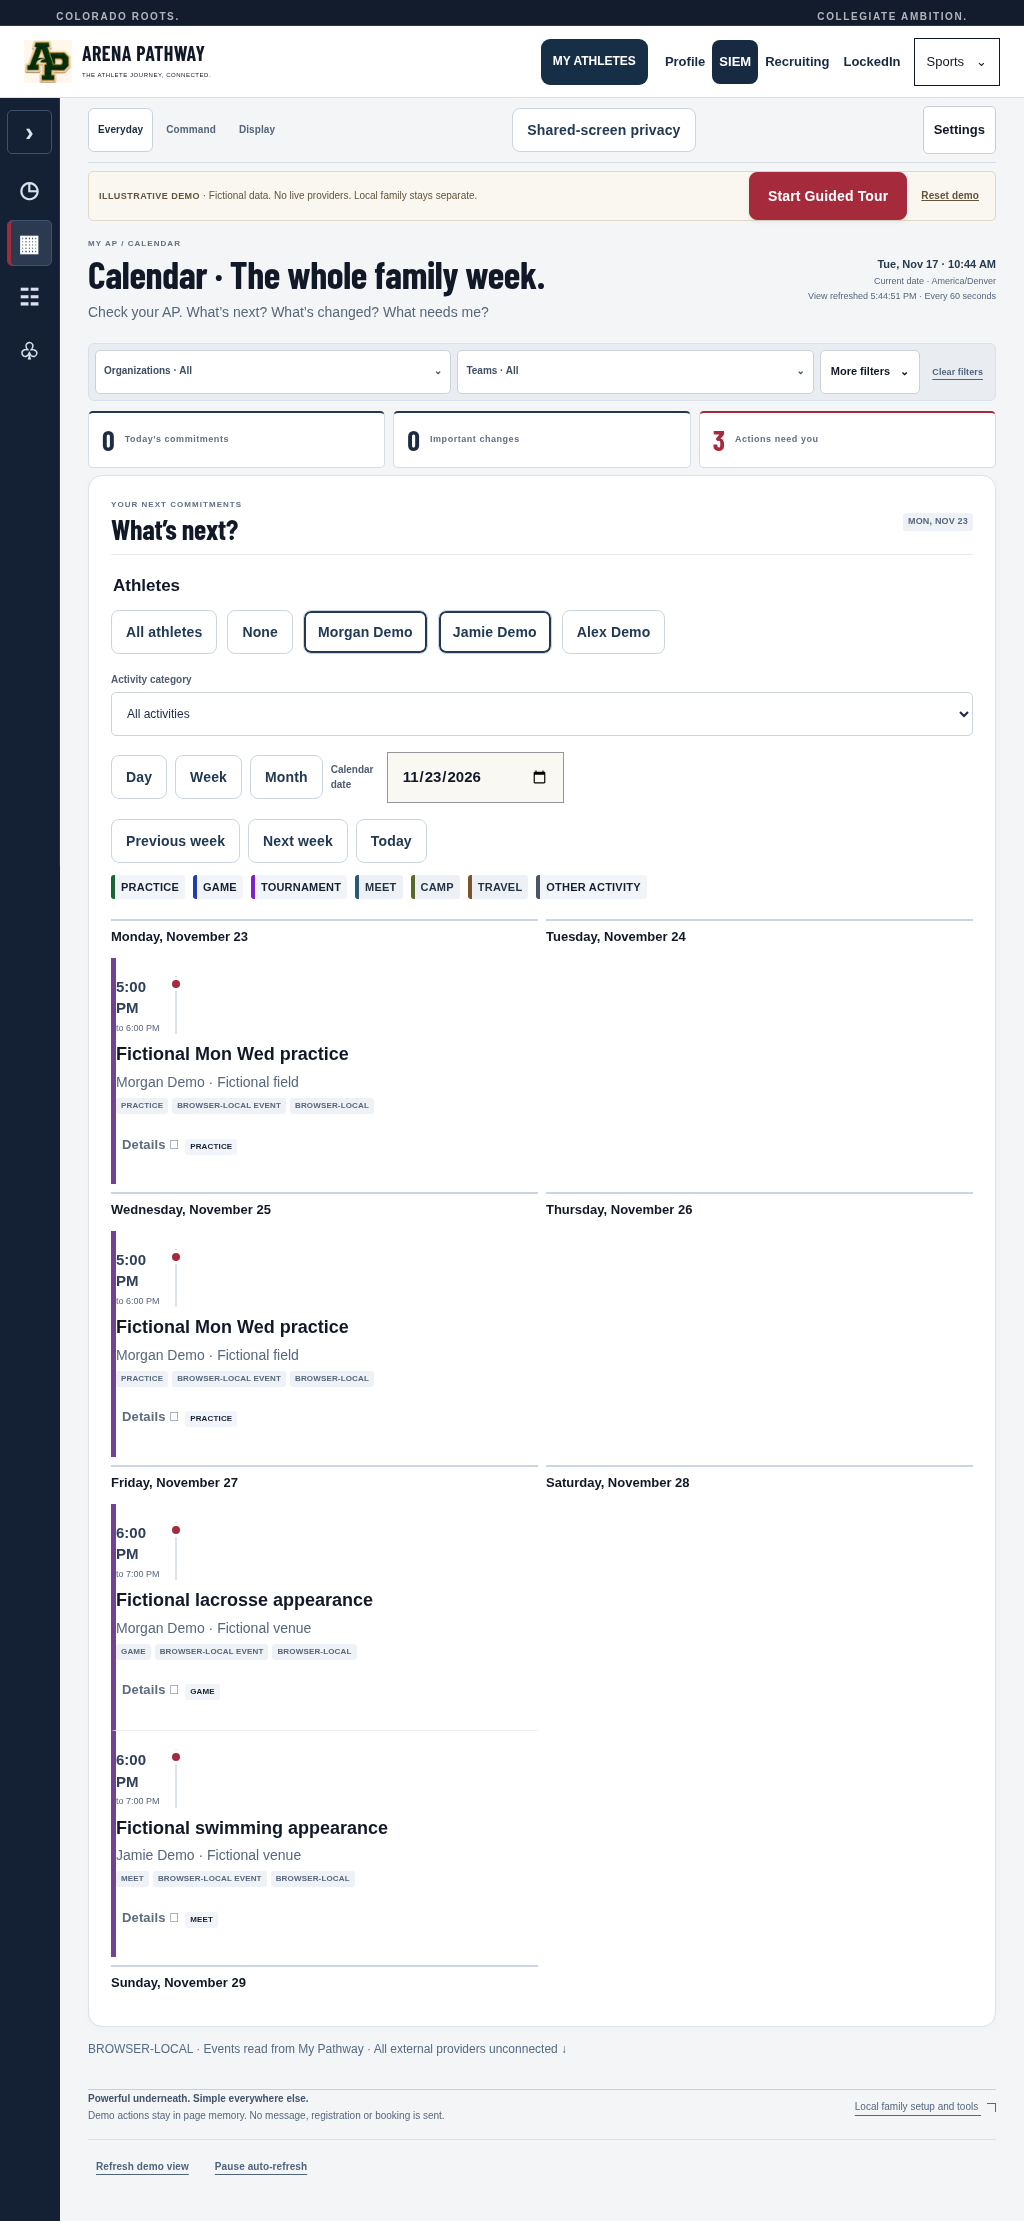 COLORADO ROOTS.
COLLEGIATE AMBITION.
AP
ARENA PATHWAY
THE ATHLETE JOURNEY, CONNECTED.
MY ATHLETES
Profile
SIEM
Recruiting
LockedIn
Sports
Everyday
Command
Display
Shared-screen privacy
Settings
ILLUSTRATIVE DEMO · Fictional data. No live providers. Local family stays separate.
Start Guided Tour
Reset demo
MY AP / CALENDAR
Calendar · The whole family week.
Check your AP. What's next? What's changed? What needs me?
Tue, Nov 17 · 10:44 AM
Current date · America/Denver
View refreshed 5:44:51 PM · Every 60 seconds
Organizations · All
Teams · All
More filters
Clear filters
0 Today's commitments
0 Important changes
3 Actions need you
YOUR NEXT COMMITMENTS
What's next?
MON, NOV 23
Athletes
All athletes
None
Morgan Demo
Jamie Demo
Alex Demo
Activity category
All activities
Day
Week
Month
Calendar
date
11/23/2026
Previous week
Next week
Today
PRACTICE
GAME
TOURNAMENT
MEET
CAMP
TRAVEL
OTHER ACTIVITY
Monday, November 23
Tuesday, November 24
5:00
PM
to 6:00 PM
Fictional Mon Wed practice
Morgan Demo · Fictional field
PRACTICE
BROWSER-LOCAL EVENT
BROWSER-LOCAL
Details
PRACTICE
Wednesday, November 25
Thursday, November 26
5:00
PM
to 6:00 PM
Fictional Mon Wed practice
Morgan Demo · Fictional field
PRACTICE
BROWSER-LOCAL EVENT
BROWSER-LOCAL
Details
PRACTICE
Friday, November 27
Saturday, November 28
6:00
PM
to 7:00 PM
Fictional lacrosse appearance
Morgan Demo · Fictional venue
GAME
BROWSER-LOCAL EVENT
BROWSER-LOCAL
Details
GAME
6:00
PM
to 7:00 PM
Fictional swimming appearance
Jamie Demo · Fictional venue
MEET
BROWSER-LOCAL EVENT
BROWSER-LOCAL
Details
MEET
Sunday, November 29
BROWSER-LOCAL · Events read from My Pathway · All external providers unconnected ↓
Powerful underneath. Simple everywhere else.
Demo actions stay in page memory. No message, registration or booking is sent.
Local family setup and tools
Refresh demo view
Pause auto-refresh